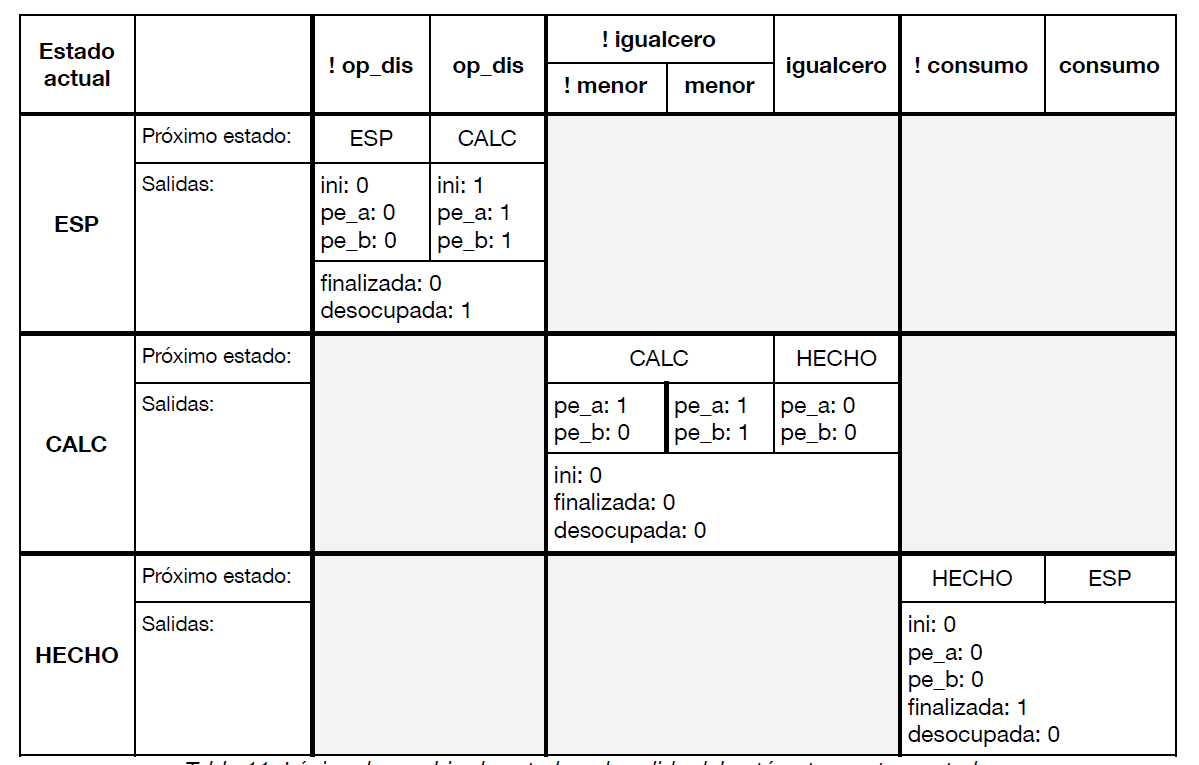 Estado actual
! op_dis
op_dis
! igualcero
! menor
menor
igualcero
! consumo
consumo
ESP
Próximo estado:
ESP
CALC
Salidas:
ini: 0
pe_a: 0
pe_b: 0
ini: 1
pe_a: 1
pe_b: 1
finalizada: 0
desocupada: 1
CALC
Próximo estado:
CALC
HECHO
Salidas:
pe_a: 1
pe_b: 0
pe_a: 1
pe_b: 1
pe_a: 0
pe_b: 0
ini: 0
finalizada: 0
desocupada: 0
HECHO
Próximo estado:
HECHO
ESP
Salidas:
ini: 0
pe_a: 0
pe_b: 0
finalizada: 1
desocupada: 0